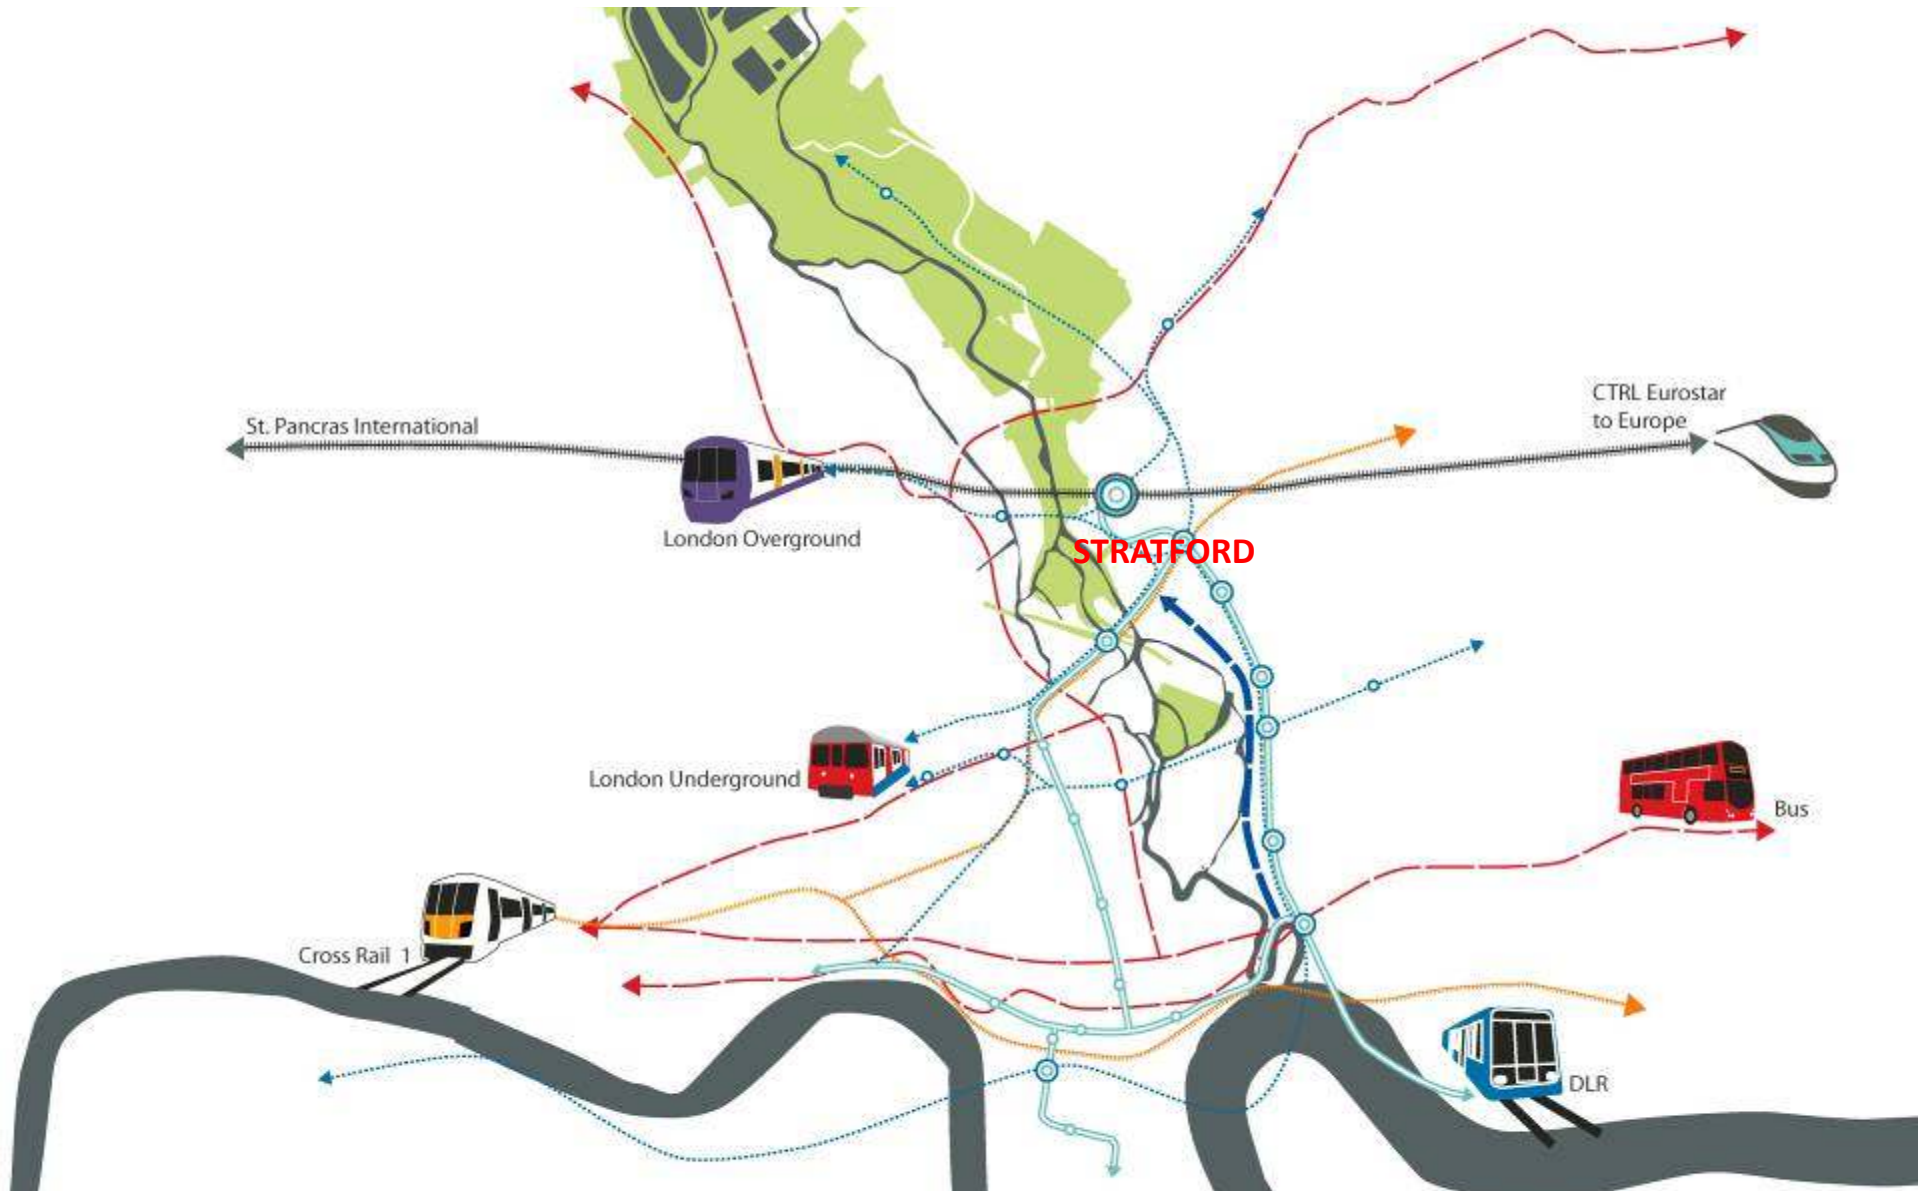 CTRL Eurostar
to Europe
St. Pancras International
London Overground
STRATFORD
London Underground
Bus
Cross Rail 1
DLR